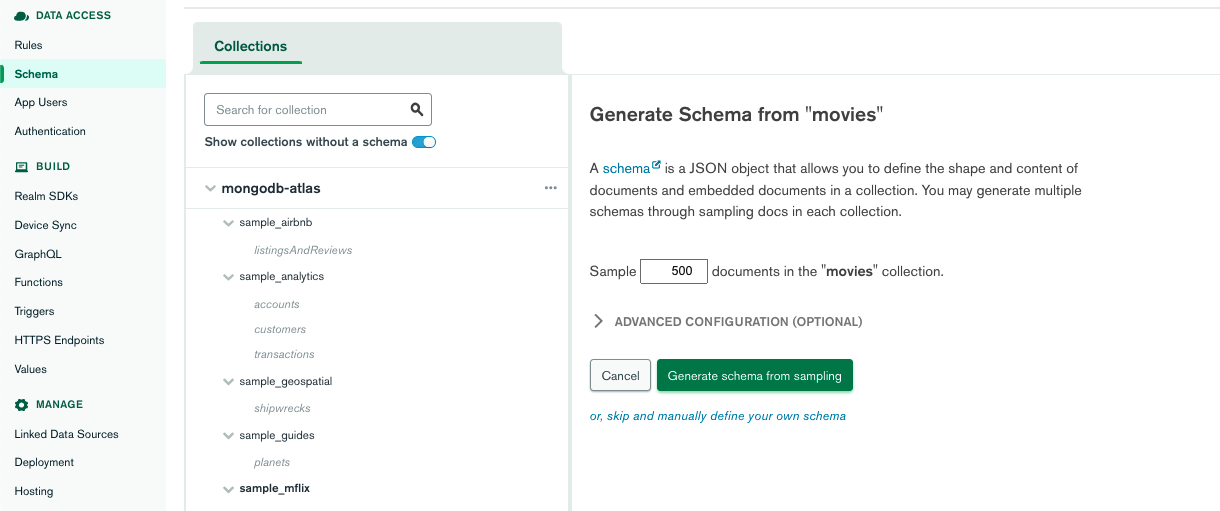 DATA ACCESS
Rules
Schema
App Users
Authentication
BUILD
Realm SDKs
Device Sync
GraphQL
Functions
Triggers
HTTPS Endpoints
Values
MANAGE
Linked Data Sources
Deployment
Hosting
Collections
Search for collection
Show collections without a schema
mongodb-atlas
sample_airbnb
listingsAndReviews
sample_analytics
accounts
customers
transactions
sample_geospatial
shipwrecks
sample_guides
planets
sample_mflix
Generate Schema from "movies"
A schema is a JSON object that allows you to define the shape and content of
documents and embedded documents in a collection. You may generate multiple
schemas through sampling docs in each collection.
Sample 500 documents in the "movies" collection.
ADVANCED CONFIGURATION (OPTIONAL)
Cancel Generate schema from sampling
or, skip and manually define your own schema